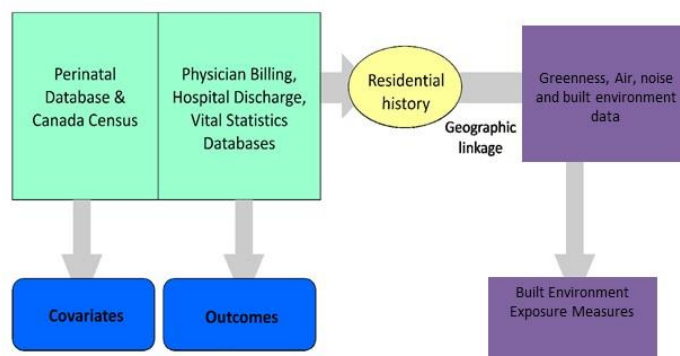 Perinatal
Database &
Canada Census
Physician Billing,
Hospital Discharge,
Vital Statistics
Databases
Residential
history
Geographic
linkage
Greenness, Air, noise
and built environment
data
Covariates
Outcomes
Built Environment
Exposure Measures